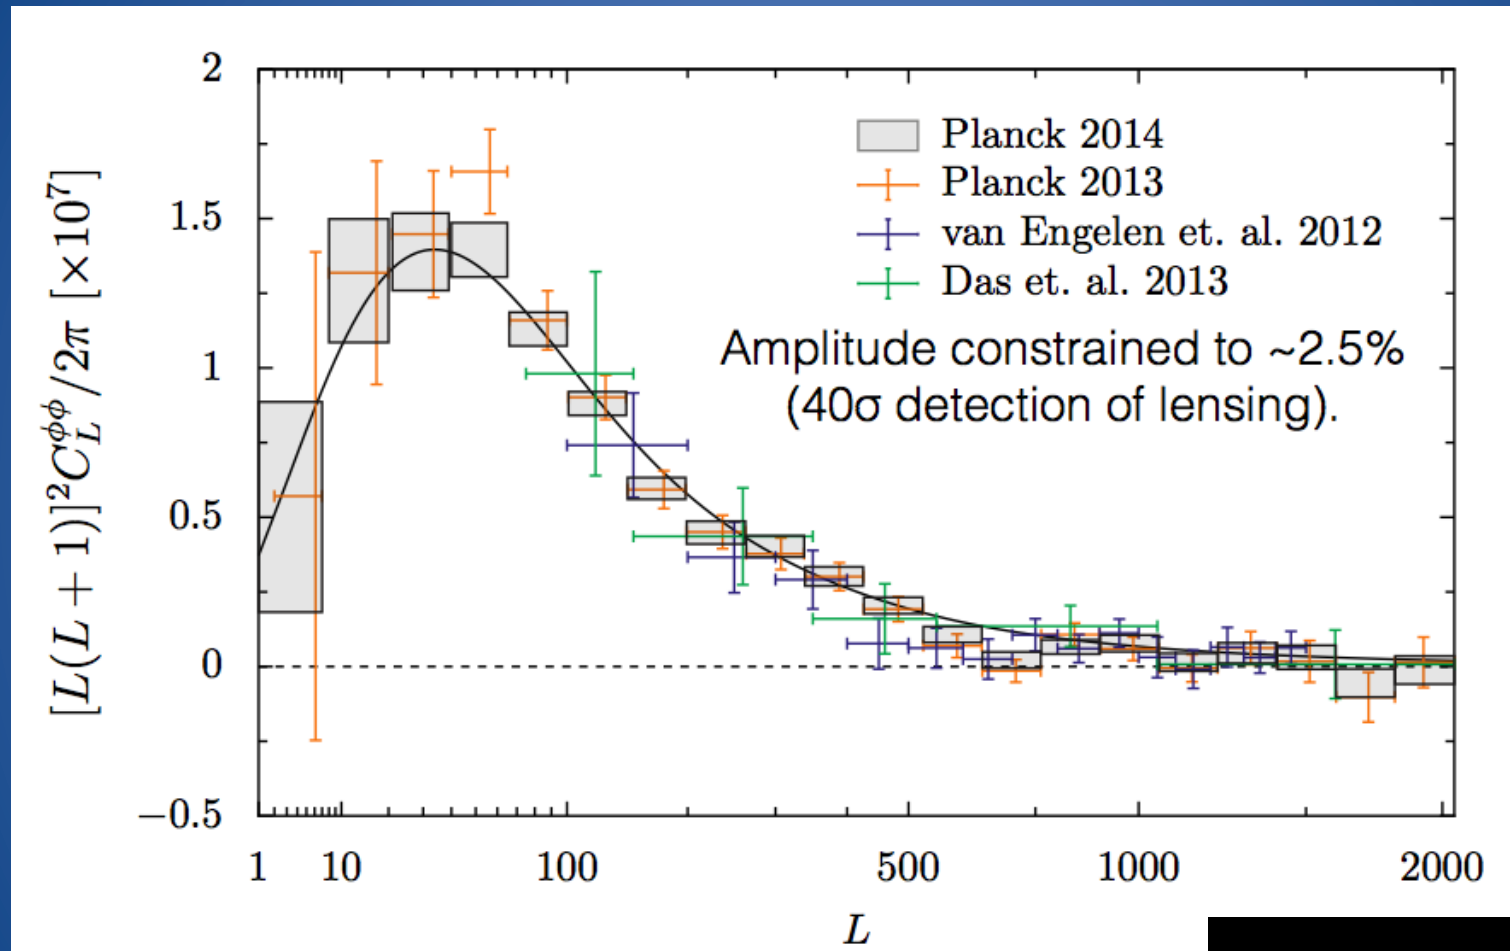 2
1.5
1
0.5
0
−0.5
[L(L + 1)]²C_L^{ϕϕ}/2π [×10⁷]
Planck 2014
Planck 2013
van Engelen et. al. 2012
Das et. al. 2013
Amplitude constrained to ~2.5%
(40σ detection of lensing).
1 10 100 500 1000 2000
L